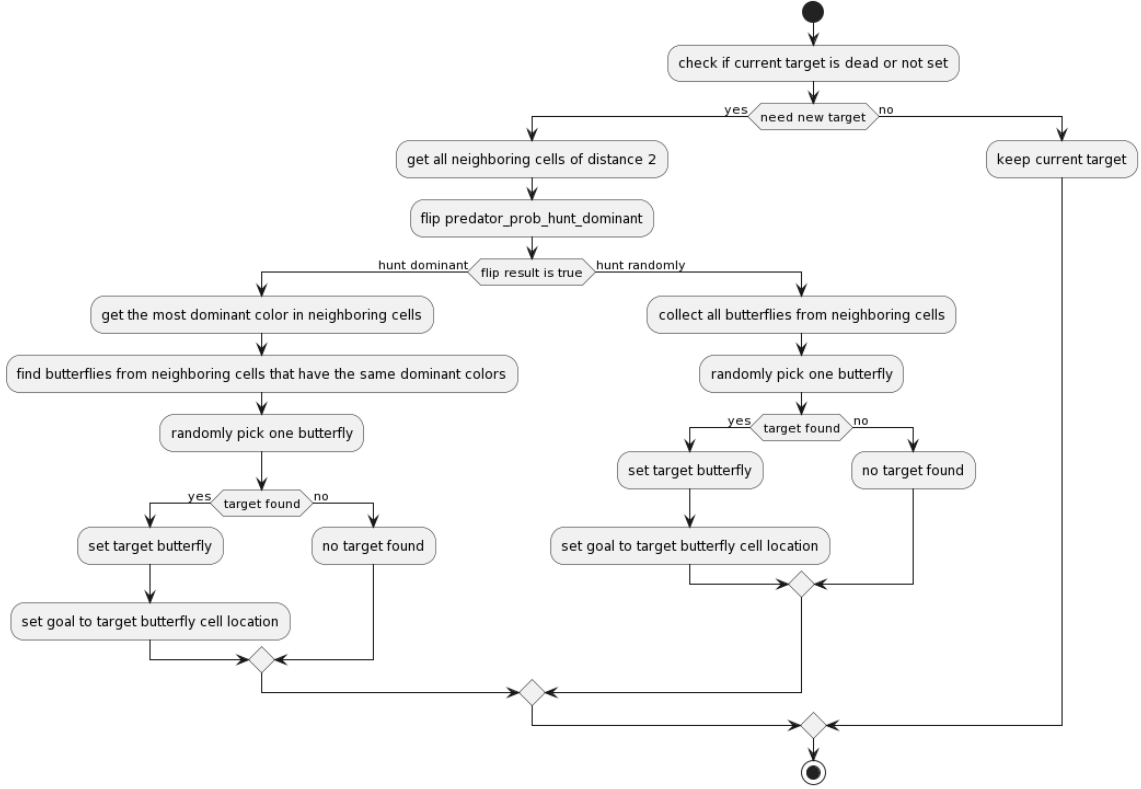 check if current target is dead or not set
yes
need new target
no
get all neighboring cells of distance 2
keep current target
flip predator_prob_hunt_dominant
hunt dominant
flip result is true
hunt randomly
get the most dominant color in neighboring cells
collect all butterflies from neighboring cells
find butterflies from neighboring cells that have the same dominant colors
randomly pick one butterfly
randomly pick one butterfly
yes
target found
no
set target butterfly
no target found
yes
target found
no
set target butterfly
no target found
set goal to target butterfly cell location
set goal to target butterfly cell location